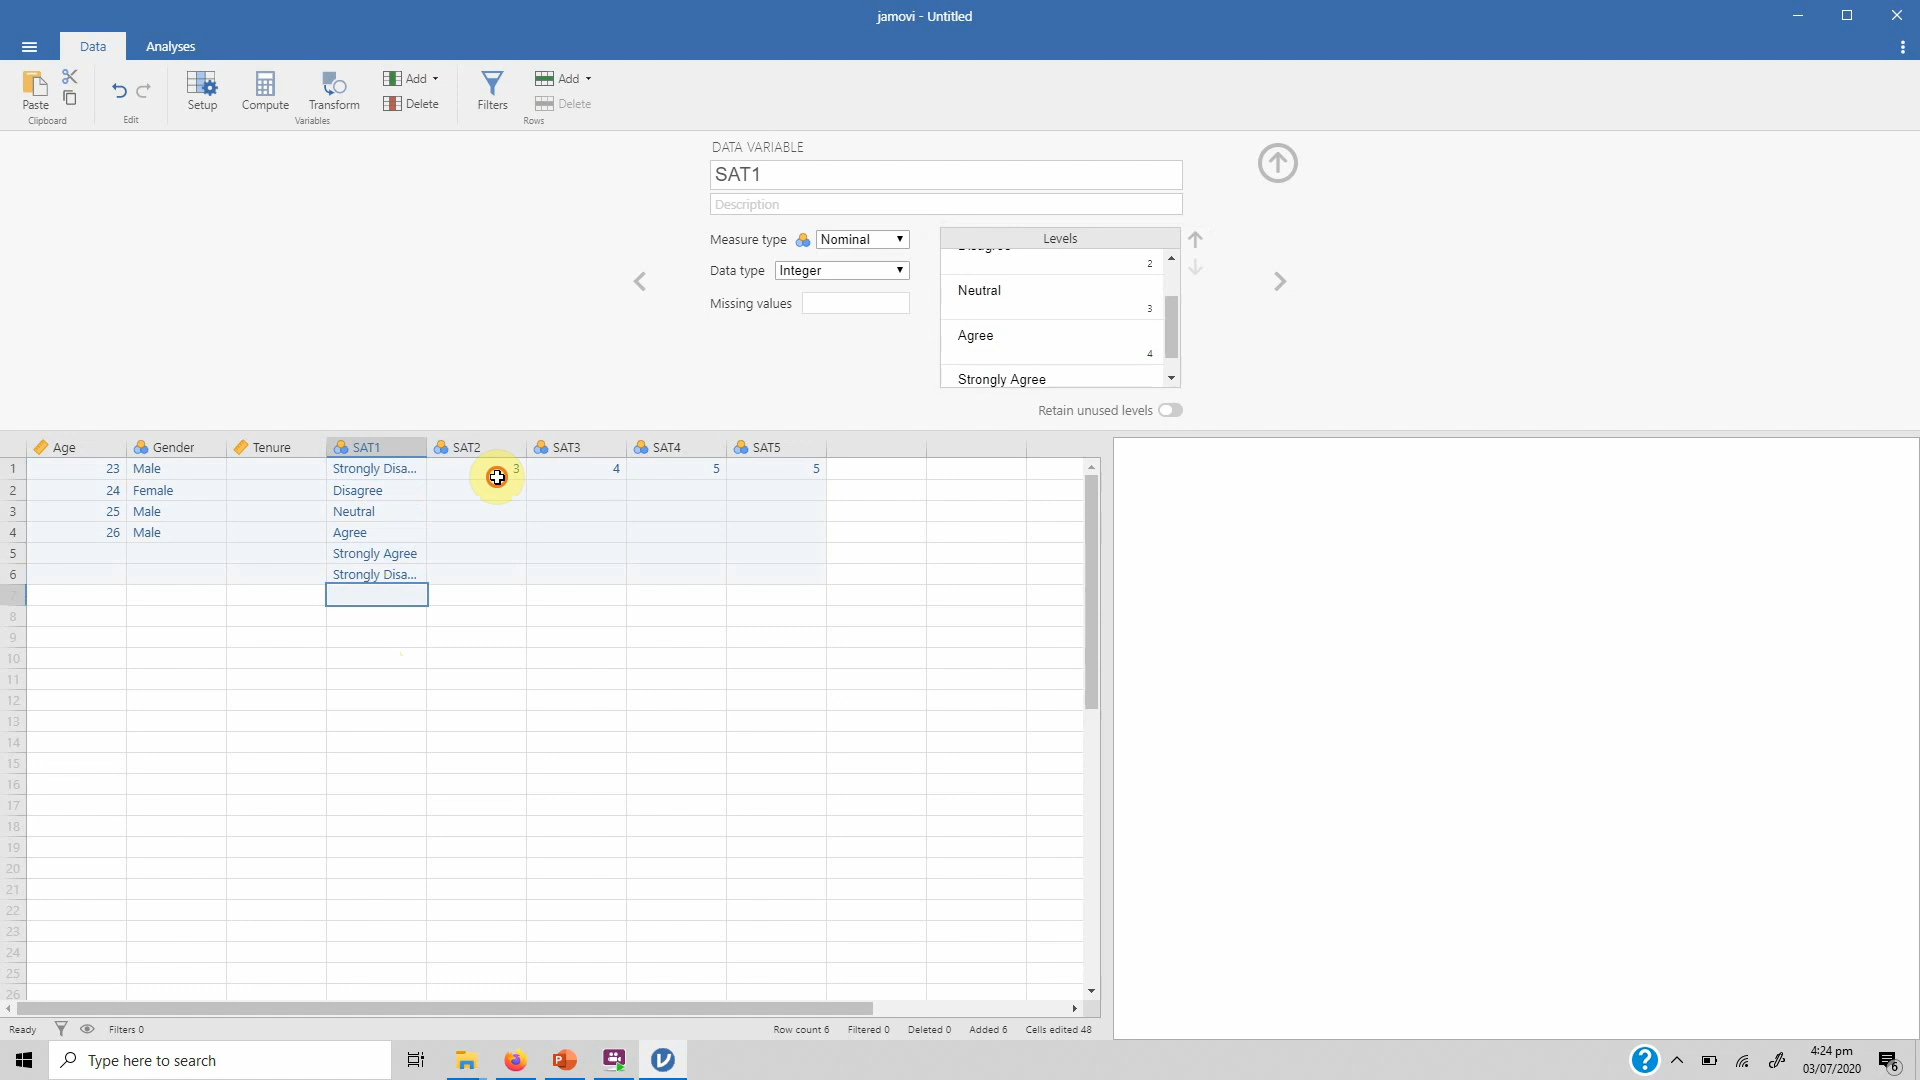 jamovi - Untitled
Data Analyses
Paste Setup Compute Transform Add Delete Filters Add Delete
Clipboard Edit Variables Rows
DATA VARIABLE
SAT1
Description
Measure type Nominal
Data type Integer
Missing values
Levels
Disagree
2
Neutral
3
Agree
4
Strongly Agree
Retain unused levels
Age Gender Tenure SAT1 SAT2 SAT3 SAT4 SAT5
1 23 Male Strongly Disa... 3 4 5 5
2 24 Female Disagree
3 25 Male Neutral
4 26 Male Agree
5 Strongly Agree
6 Strongly Disa...
7
8
9
10
11
12
13
14
15
16
17
18
19
20
21
22
23
24
25
26
Ready Filters 0 Row count 6 Filtered 0 Deleted 0 Added 6 Cells edited 48
Type here to search
4:24 pm
03/07/2020
6